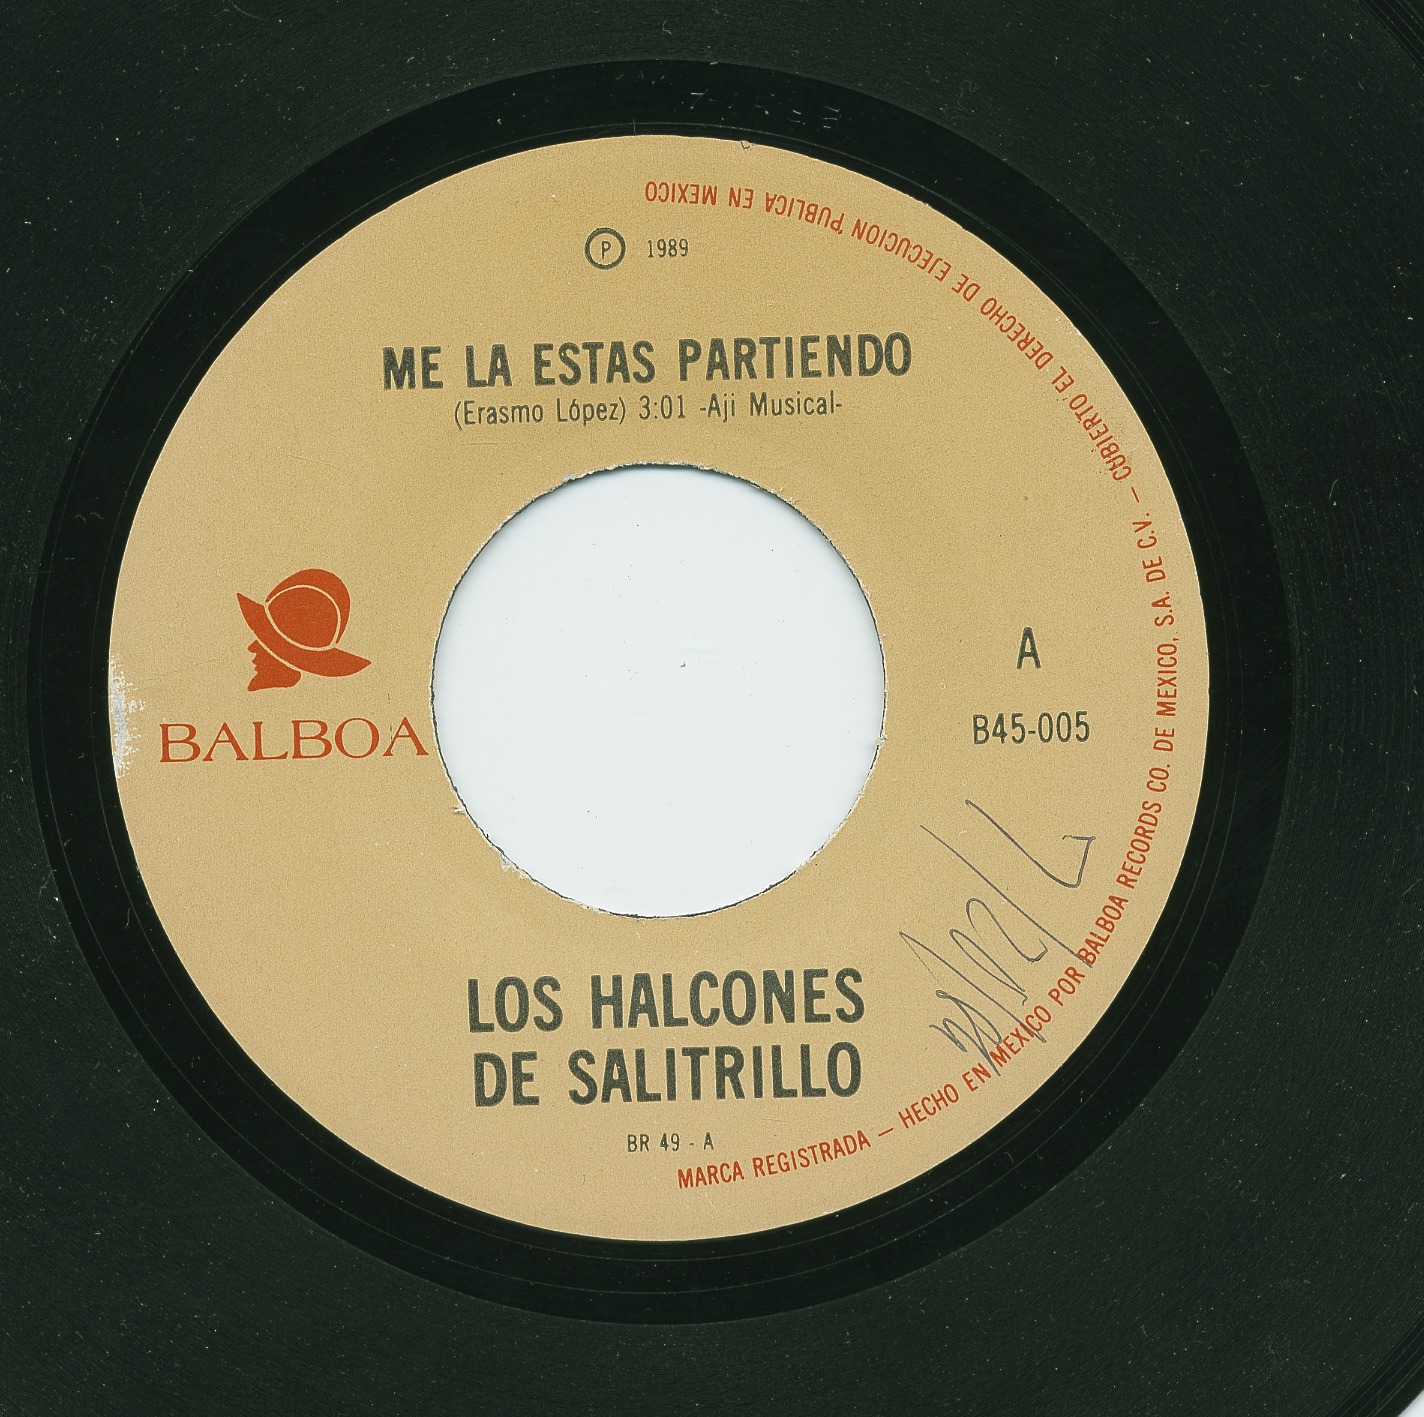 Ⓟ 1989
ME LA ESTAS PARTIENDO
(Erasmo López) 3:01 -Aji Musical-
BALBOA
A
B45-005
LOS HALCONES
DE SALITRILLO
BR 49 - A
MARCA REGISTRADA — HECHO EN MEXICO POR BALBOA RECORDS CO. DE MEXICO, S.A. DE C.V. — CUBIERTO EL DERECHO DE EJECUCION PUBLICA EN MEXICO